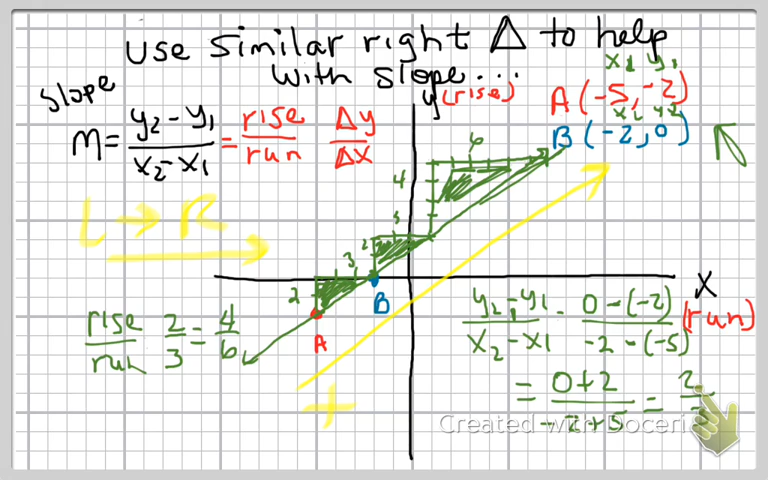 Use similar right Δ to help
with slope...
slope
m = y2 - y1 / x2 - x1 = rise / run Δy / Δx
y (rise)
x1 y1
A (-5, -2)
x2 y2
B (-2, 0)
L → R
6
4
3
2
3
2
A
B
+
x
(run)
rise / run 2/3 = 4/6
y2 - y1 / x2 - x1 = 0 - (-2) / -2 - (-5)
= 0 + 2 / -2 + 5 = 2 / 3
Created with Doceri